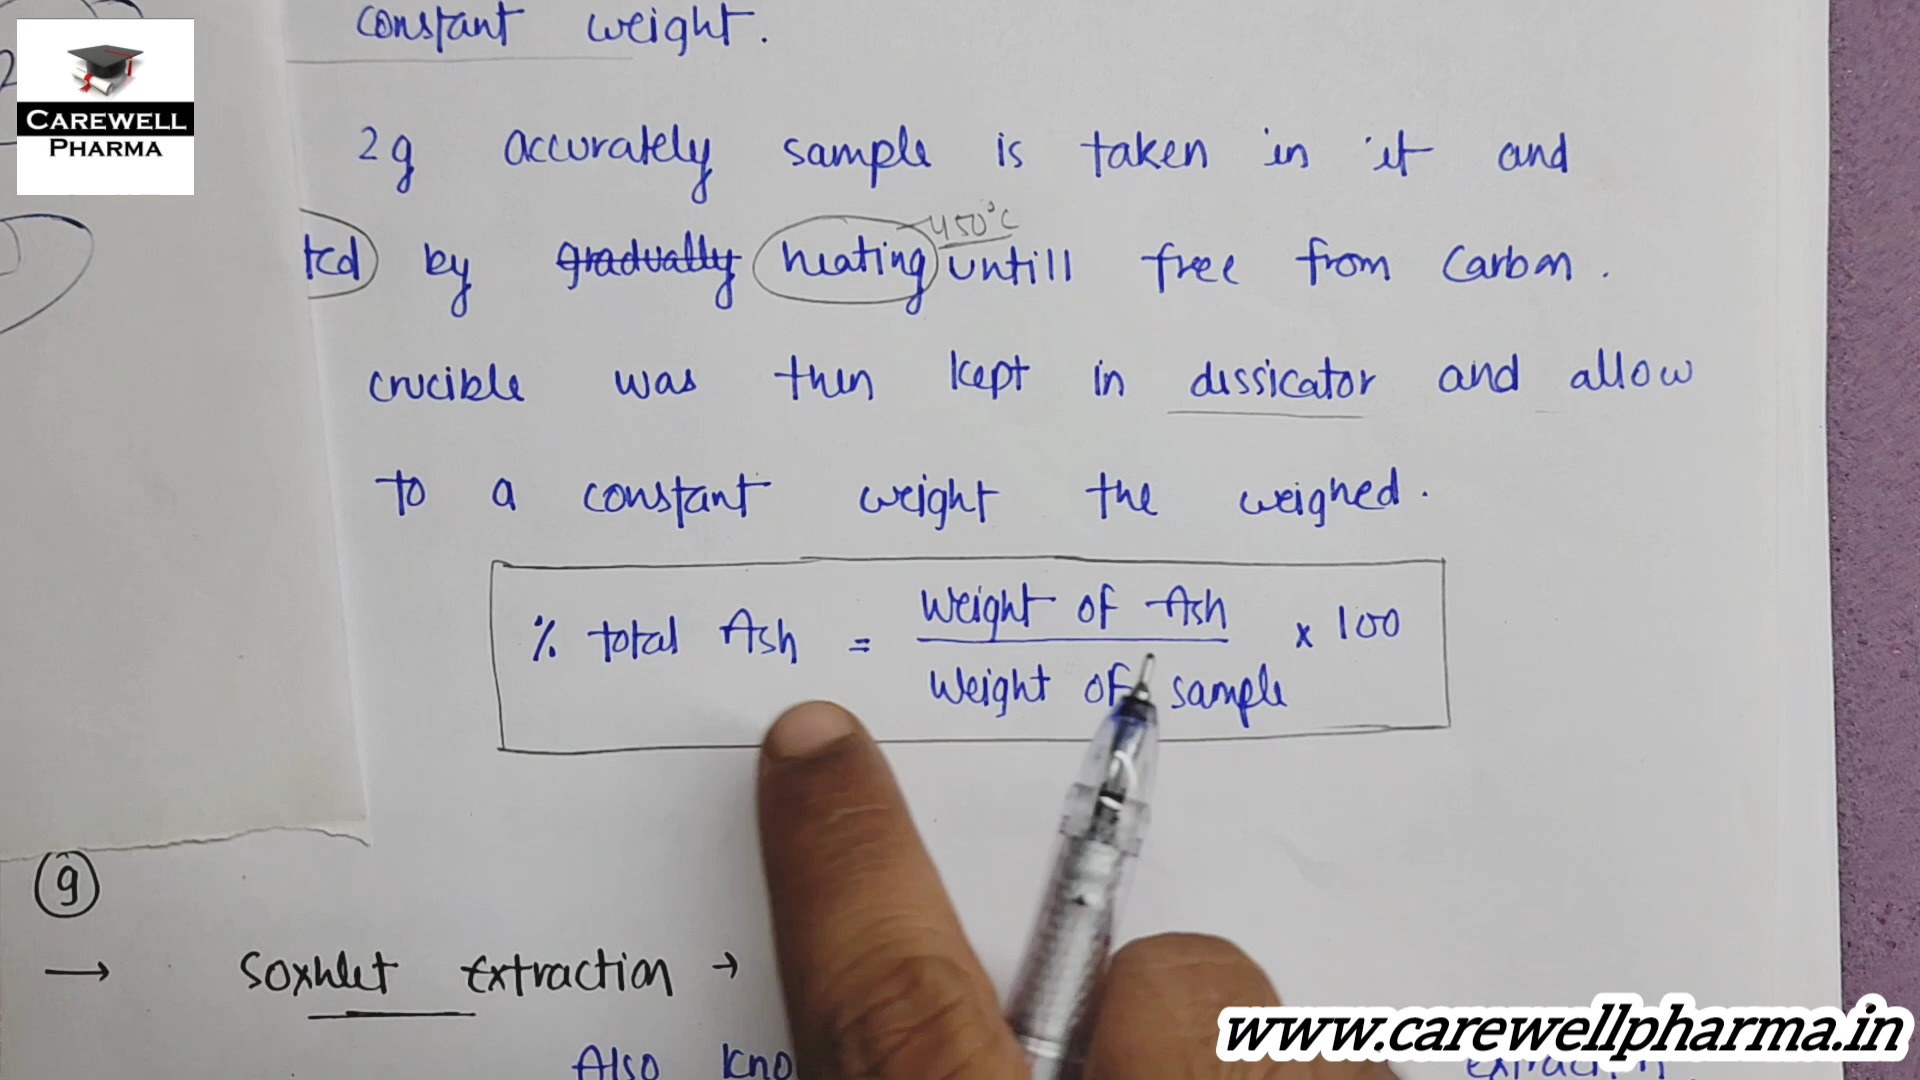 constant weight.
CAREWELL
PHARMA
2g accurately sample is taken in it and
ted by gradually heating untill free from carbon.
450°C
crucible was then kept in dissicator and allow
to a constant weight the weighed.
% total Ash = Weight of Ash / Weight of sample × 100
9
→ Soxhlet Extraction →
Also kno
www.carewellpharma.in